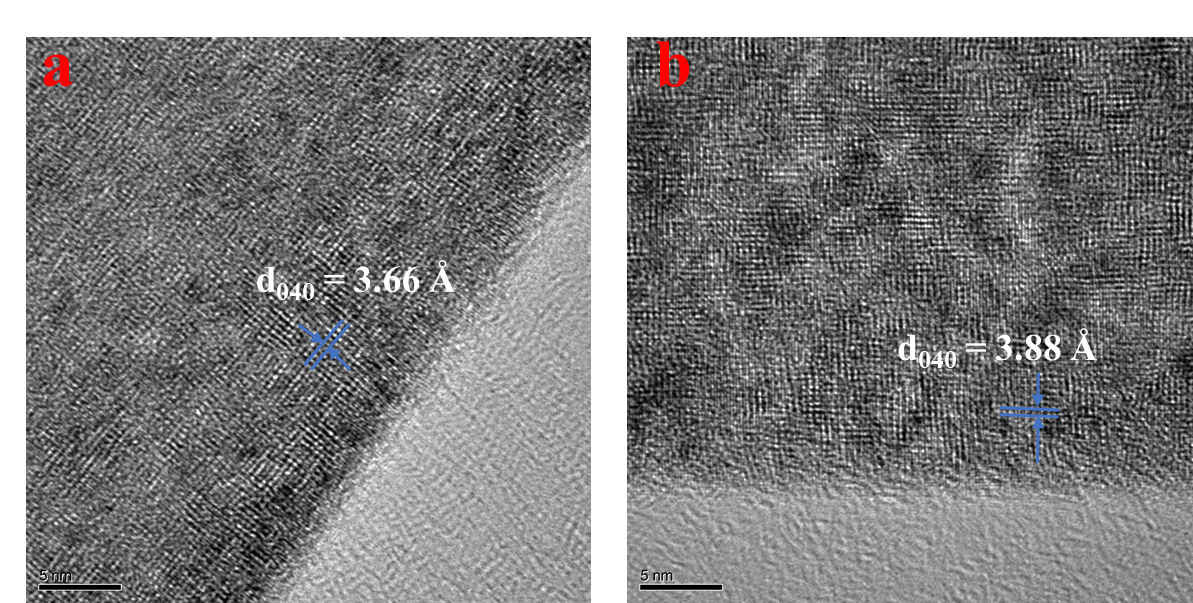 a
d₀₄₀ = 3.66 Å
5 nm
b
d₀₄₀ = 3.88 Å
5 nm